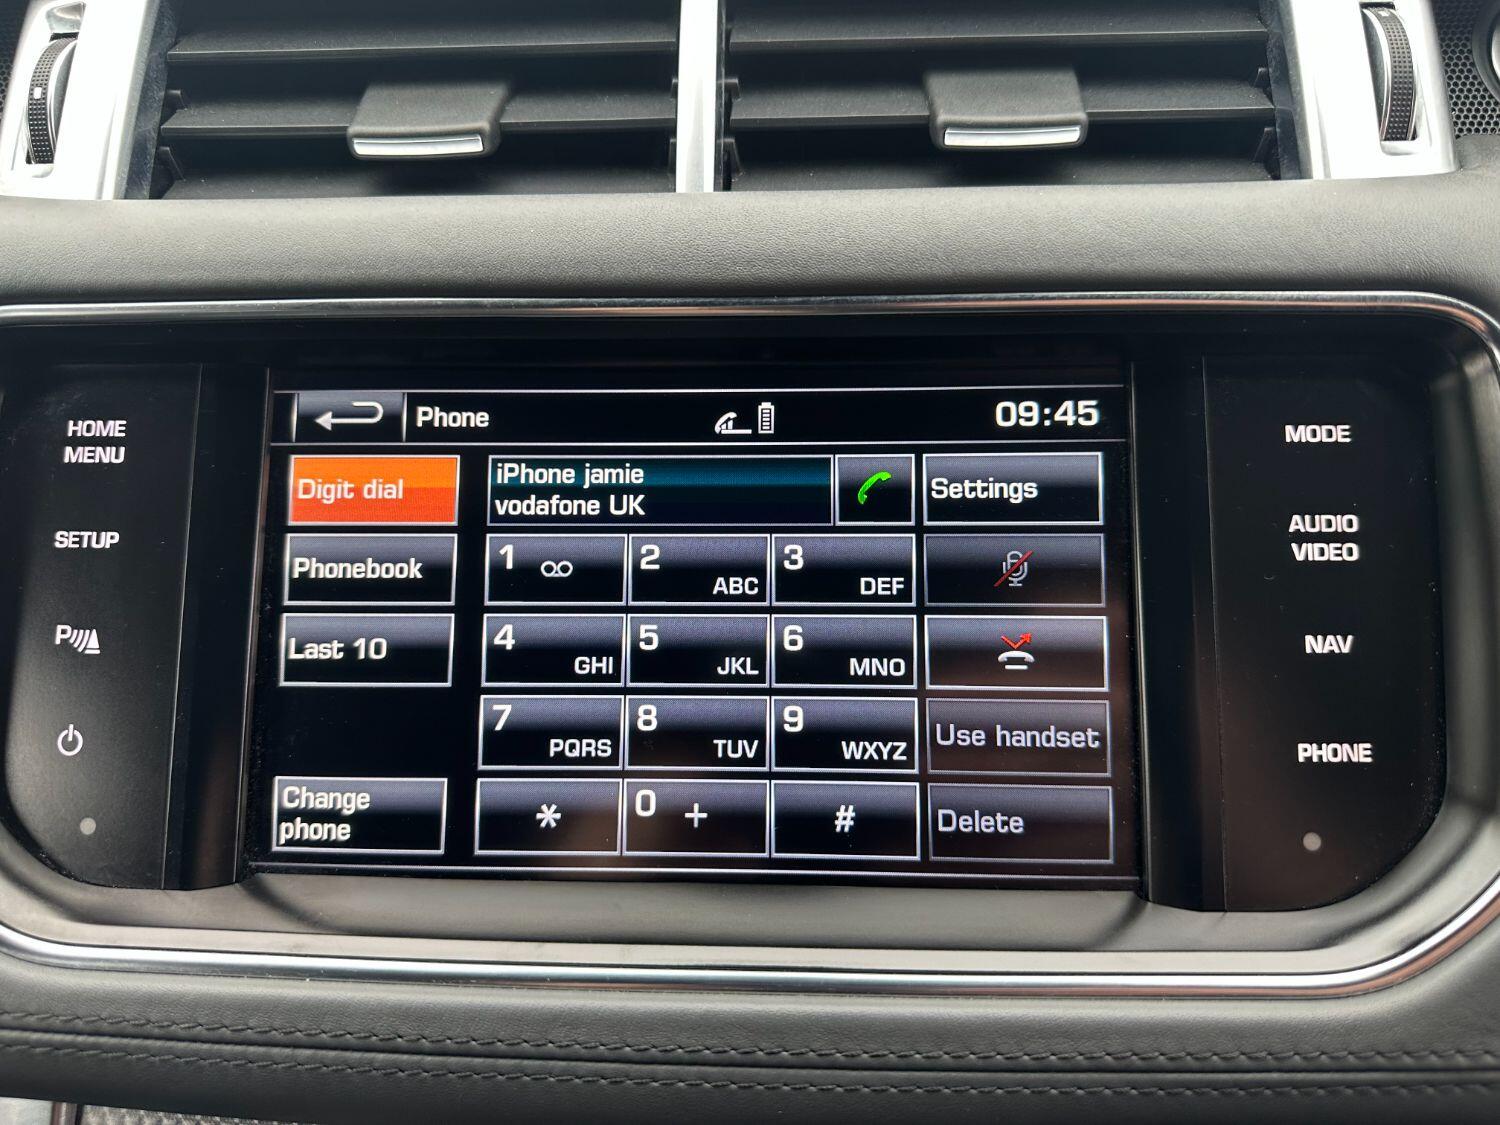 HOME
MENU
SETUP
P
Phone
09:45
Digit dial
iPhone jamie
vodafone UK
Settings
Phonebook
1
2 ABC
3 DEF
Last 10
4 GHI
5 JKL
6 MNO
7 PQRS
8 TUV
9 WXYZ
Use handset
Change
phone
*
0 +
#
Delete
MODE
AUDIO
VIDEO
NAV
PHONE